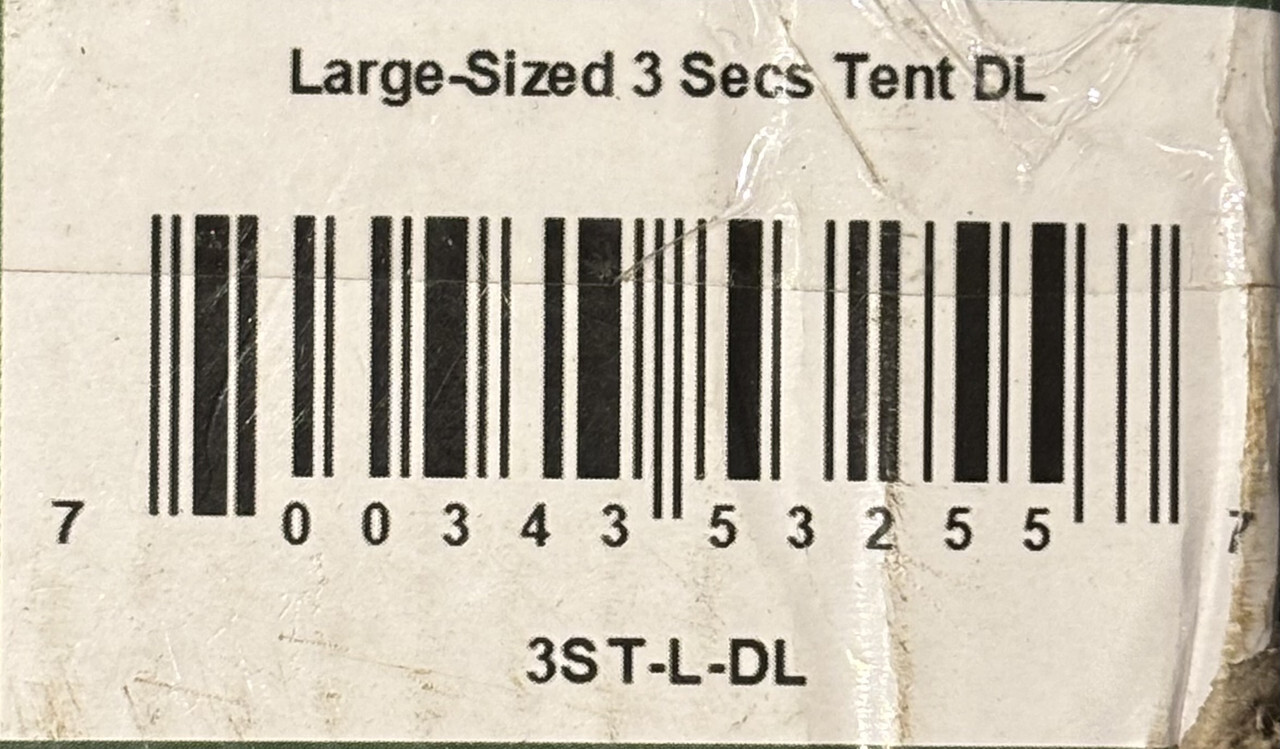 Large-Sized 3 Secs Tent DL
7 00343 53255 7
3ST-L-DL